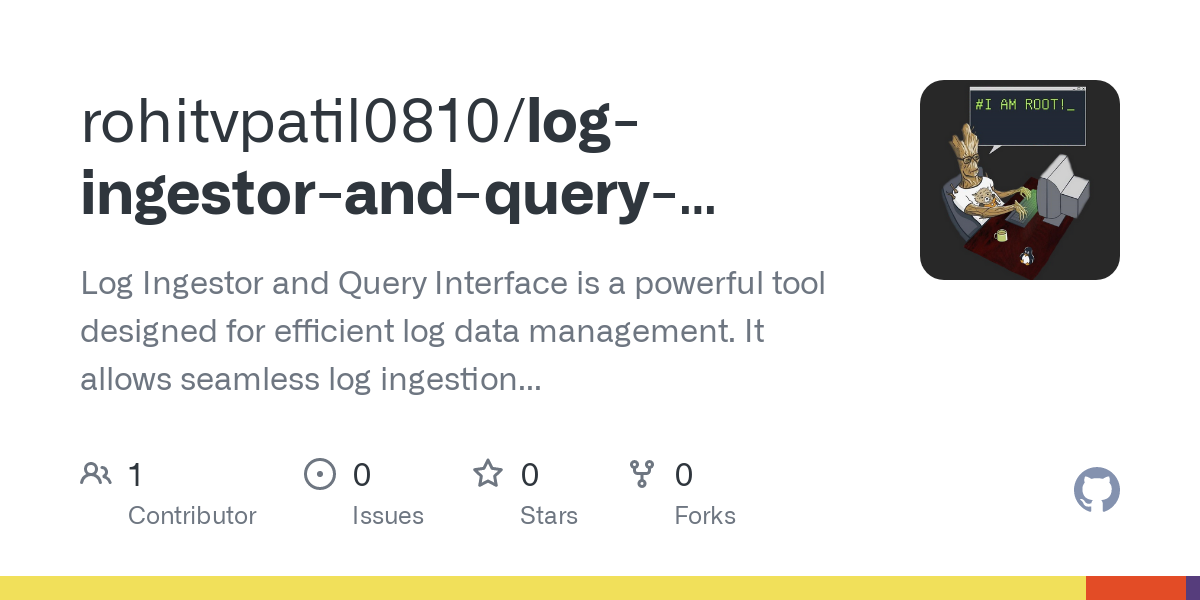 rohitvpatil0810/log-
ingestor-and-query-...
#I AM ROOT!_
Log Ingestor and Query Interface is a powerful tool
designed for efficient log data management. It
allows seamless log ingestion...
1 0 0 0
Contributor Issues Stars Forks